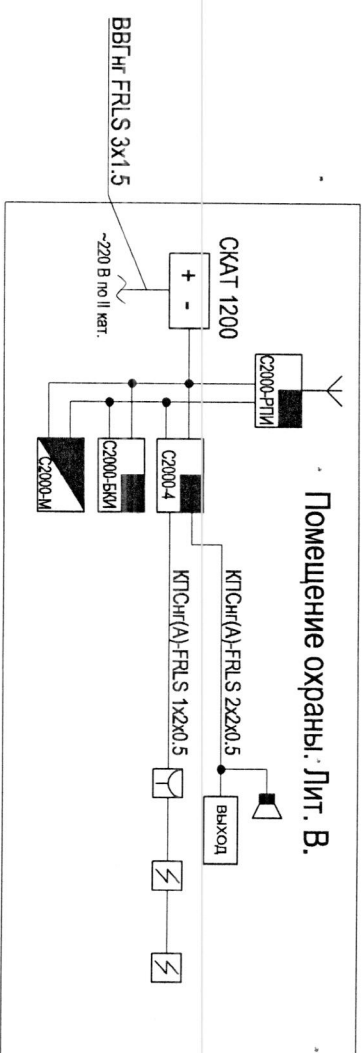 Помещение охраны. Лит. В.
С2000-РПИ
СКАТ 1200
+ -
~220 В по II кат.
ВВГнг FRLS 3х1.5
С2000-4
С2000-БКИ
С2000-М
КПСнг(А)-FRLS 2х2х0.5
КПСнг(А)-FRLS 1х2х0.5
ВЫХОД